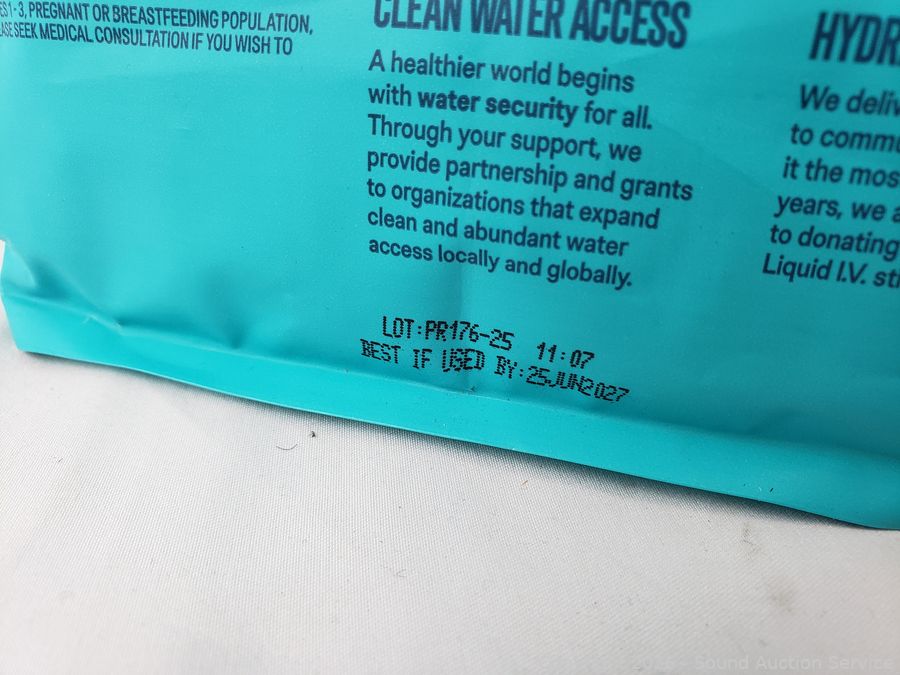 1-3, PREGNANT OR BREASTFEEDING POPULATION,
SEEK MEDICAL CONSULTATION IF YOU WISH TO
CLEAN WATER ACCESS
A healthier world begins
with water security for all.
Through your support, we
provide partnership and grants
to organizations that expand
clean and abundant water
access locally and globally.
HYDR
We deliv
to commu
it the mos
years, we a
to donating
Liquid I.V. sti
LOT:PR176-25 11:07
BEST IF USED BY:25JUN2027
2026 - Sound Auction Service